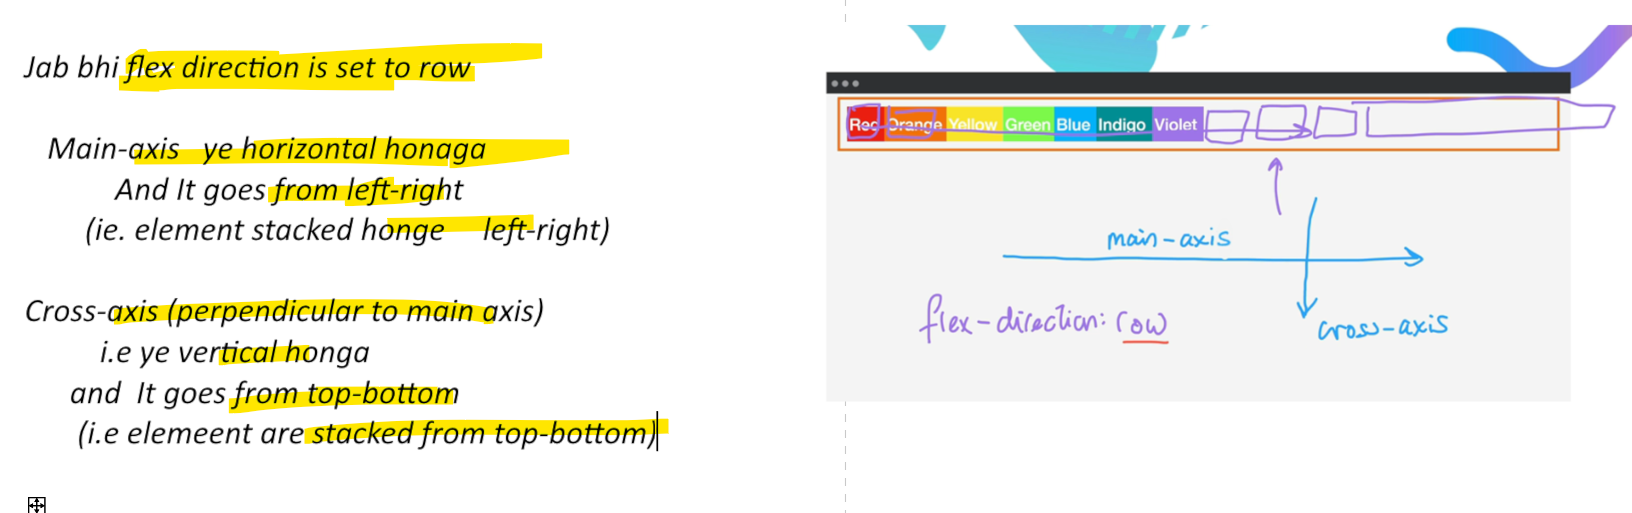 Jab bhi flex direction is set to row
Main-axis ye horizontal honaga
And It goes from left-right
(ie. element stacked honge left-right)
Cross-axis (perpendicular to main axis)
i.e ye vertical honga
and It goes from top-bottom
(i.e elemeent are stacked from top-bottom)
Red Orange Yellow Green Blue Indigo Violet
main-axis
flex-direction: row
cross-axis